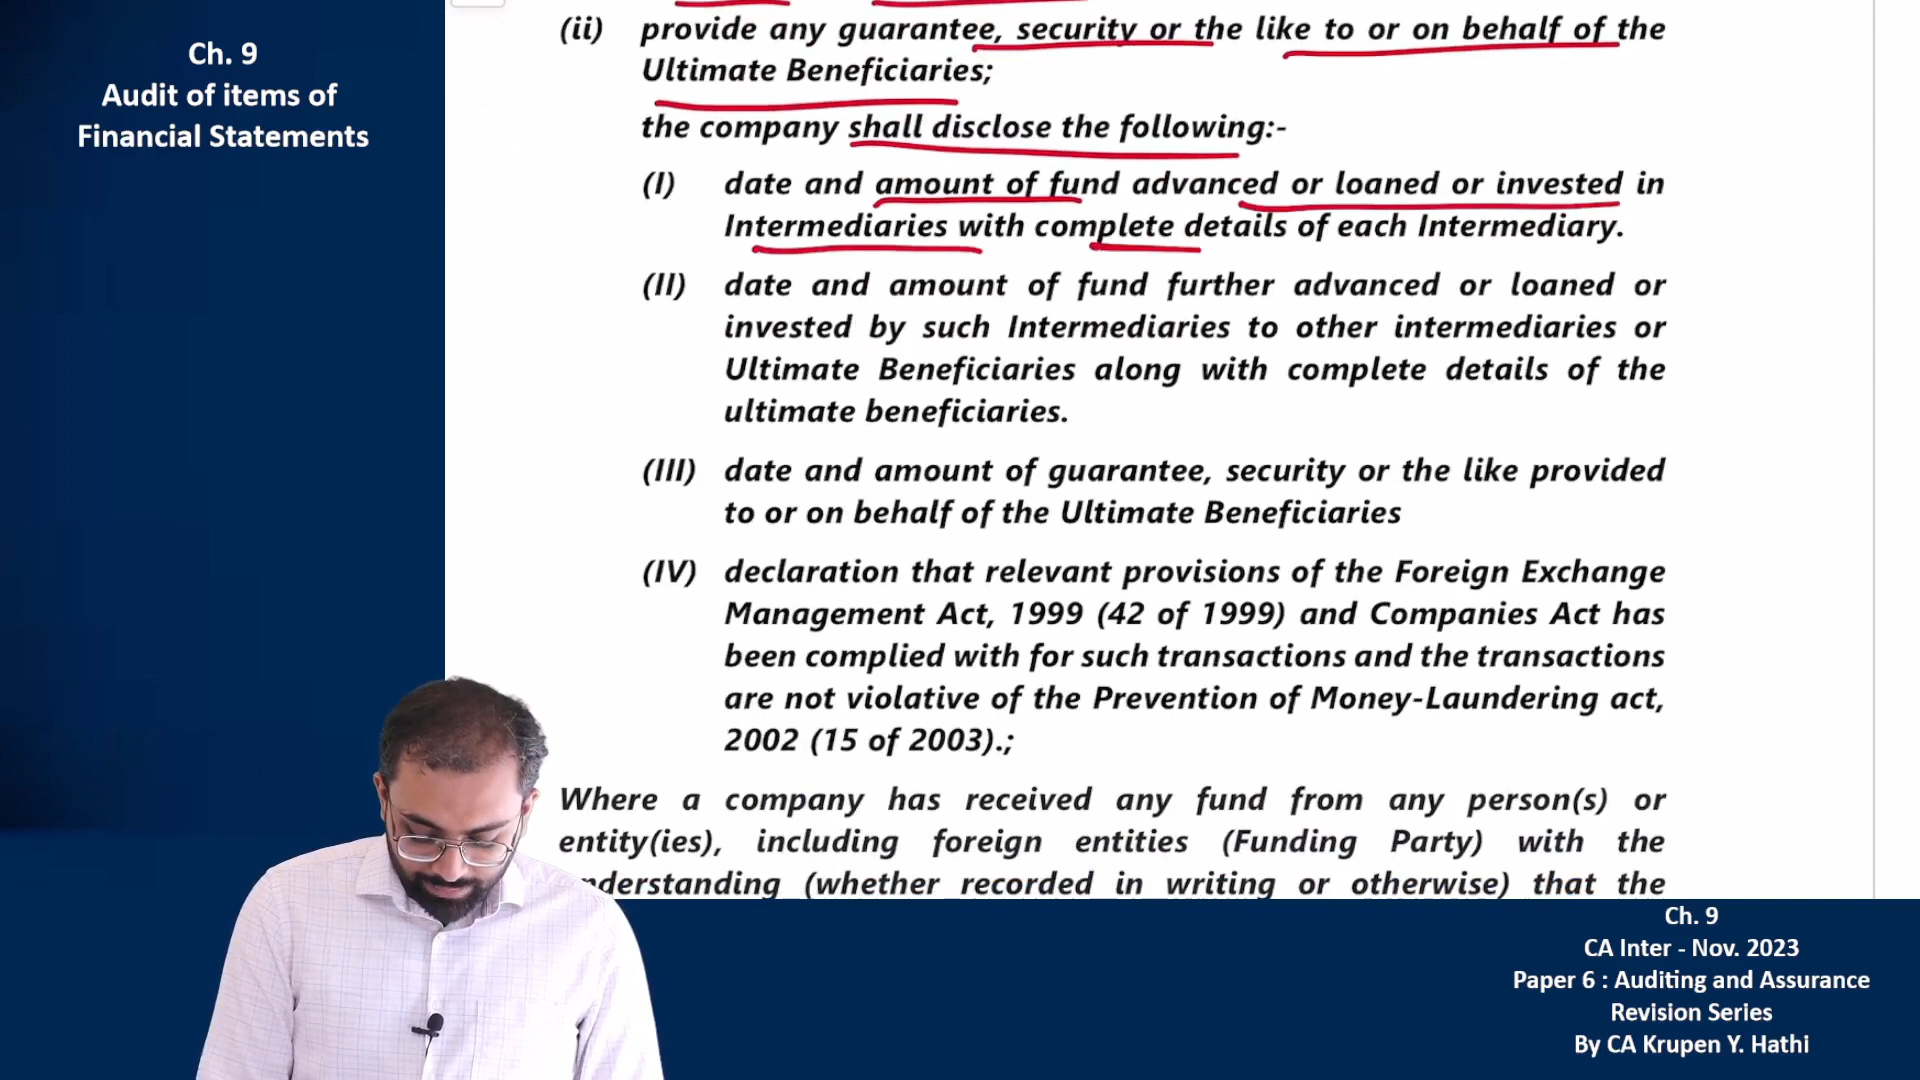 Ch. 9
Audit of items of
Financial Statements
(ii) provide any guarantee, security or the like to or on behalf of the
Ultimate Beneficiaries;
the company shall disclose the following:-
(I) date and amount of fund advanced or loaned or invested in
Intermediaries with complete details of each Intermediary.
(II) date and amount of fund further advanced or loaned or
invested by such Intermediaries to other intermediaries or
Ultimate Beneficiaries along with complete details of the
ultimate beneficiaries.
(III) date and amount of guarantee, security or the like provided
to or on behalf of the Ultimate Beneficiaries
(IV) declaration that relevant provisions of the Foreign Exchange
Management Act, 1999 (42 of 1999) and Companies Act has
been complied with for such transactions and the transactions
are not violative of the Prevention of Money-Laundering act,
2002 (15 of 2003).;
Where a company has received any fund from any person(s) or
entity(ies), including foreign entities (Funding Party) with the
(whether recorded in writing or otherwise) that the
Ch. 9
CA Inter - Nov. 2023
Paper 6 : Auditing and Assurance
Revision Series
By CA Krupen Y. Hathi